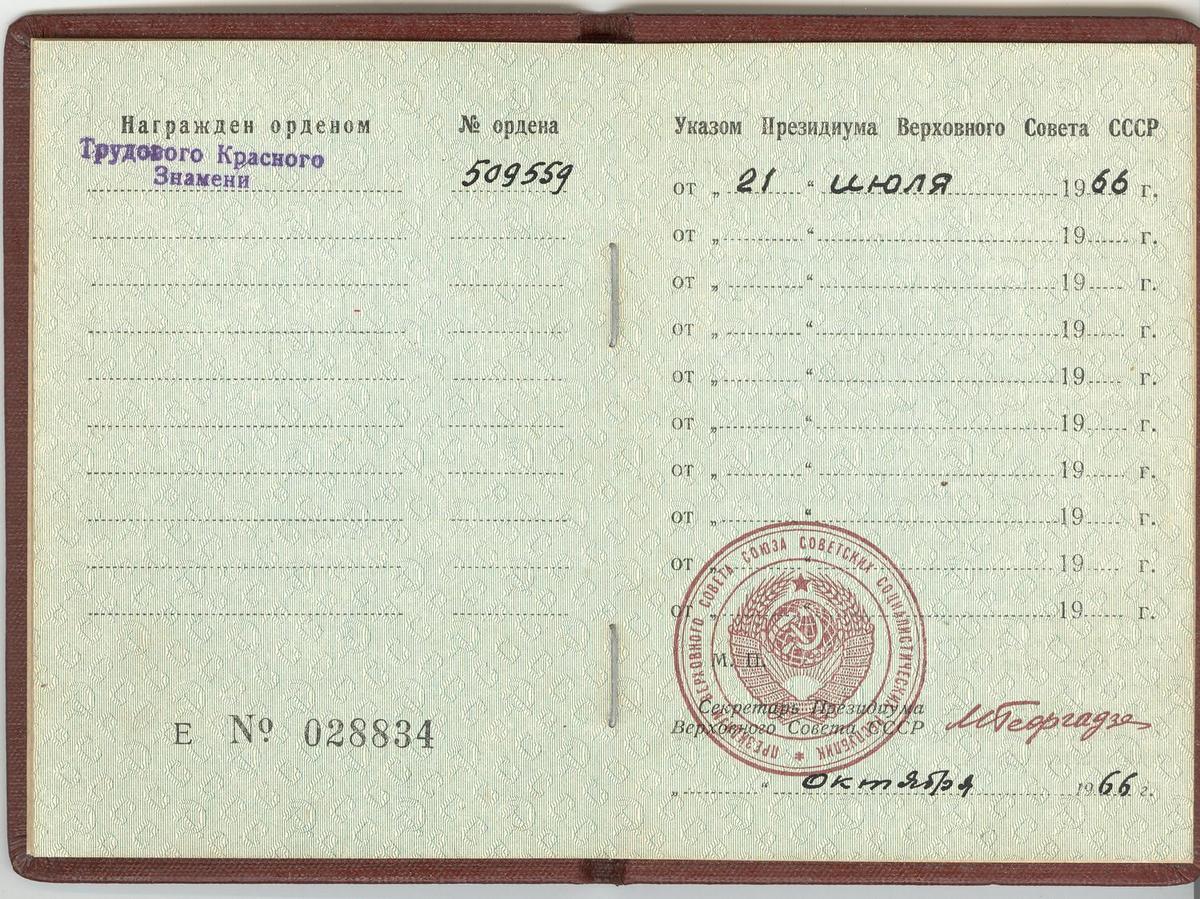 Награжден орденом
№ ордена
Трудового Красного
Знамени
509559
Е № 028834
Указом Президиума Верховного Совета СССР
от „ 21 “ июля 1966 г.
от „ “ 19 г.
от „ “ 19 г.
от „ “ 19 г.
от „ “ 19 г.
от „ “ 19 г.
от „ “ 19 г.
от „ “ 19 г.
от „ “ 19 г.
от „ “ 19 г.
М. П.
ПРЕЗИДИУМ ВЕРХОВНОГО СОВЕТА СОЮЗА СОВЕТСКИХ СОЦИАЛИСТИЧЕСКИХ РЕСПУБЛИК
Секретарь Президиума
Верховного Совета СССР
М Георгадзе
„ “ октября 1966 г.